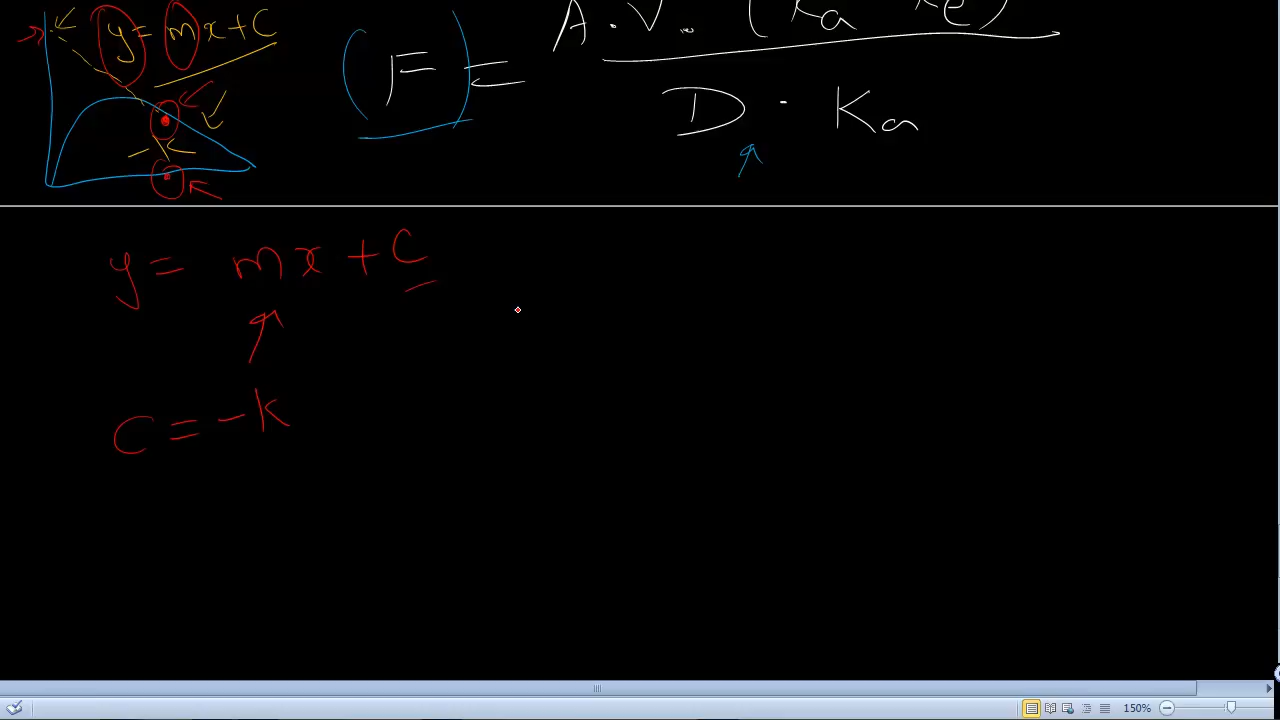 y = mx + C
A . V . (Ka - Ke)
(F) =
D . Ka
-K
y = mx + C
C = -K
150%